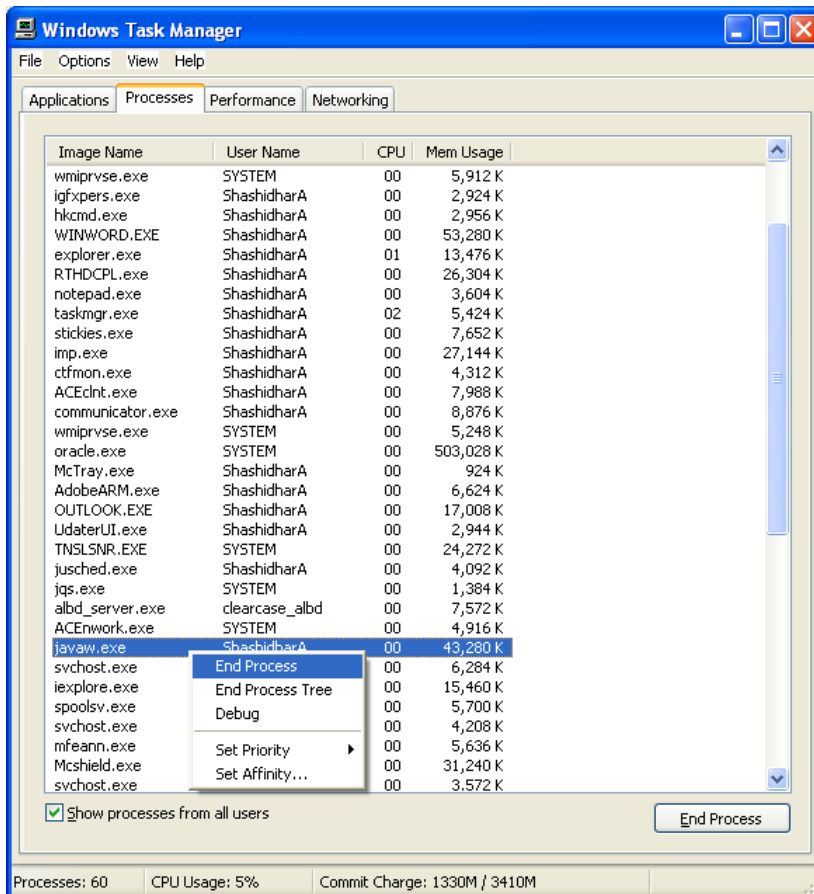 Windows Task Manager
File Options View Help
Applications Processes Performance Networking
Image Name User Name CPU Mem Usage
wmiprvse.exe SYSTEM 00 5,912 K
igfxpers.exe ShashidharA 00 2,924 K
hkcmd.exe ShashidharA 00 2,956 K
WINWORD.EXE ShashidharA 00 53,280 K
explorer.exe ShashidharA 01 13,476 K
RTHDCPL.exe ShashidharA 00 26,304 K
notepad.exe ShashidharA 00 3,604 K
taskmgr.exe ShashidharA 02 5,424 K
stickies.exe ShashidharA 00 7,652 K
imp.exe ShashidharA 00 27,144 K
ctfmon.exe ShashidharA 00 4,312 K
ACEclnt.exe ShashidharA 00 7,988 K
communicator.exe ShashidharA 00 8,876 K
wmiprvse.exe SYSTEM 00 5,248 K
oracle.exe SYSTEM 00 503,028 K
McTray.exe ShashidharA 00 924 K
AdobeARM.exe ShashidharA 00 6,624 K
OUTLOOK.EXE ShashidharA 00 17,008 K
UdaterUI.exe ShashidharA 00 2,944 K
TNSLSNR.EXE SYSTEM 00 24,272 K
jusched.exe ShashidharA 00 4,092 K
jqs.exe SYSTEM 00 1,384 K
albd_server.exe clearcase_albd 00 7,572 K
ACEnwork.exe SYSTEM 00 4,916 K
javaw.exe ShashidharA 00 43,280 K
svchost.exe End Process 00 6,284 K
iexplore.exe End Process Tree 00 15,460 K
spoolsv.exe Debug 00 5,700 K
svchost.exe 00 4,208 K
mfeann.exe Set Priority 00 5,636 K
Mcshield.exe Set Affinity... 00 31,240 K
svchost.exe 00 3,572 K
Show processes from all users End Process
Processes: 60 CPU Usage: 5% Commit Charge: 1330M / 3410M